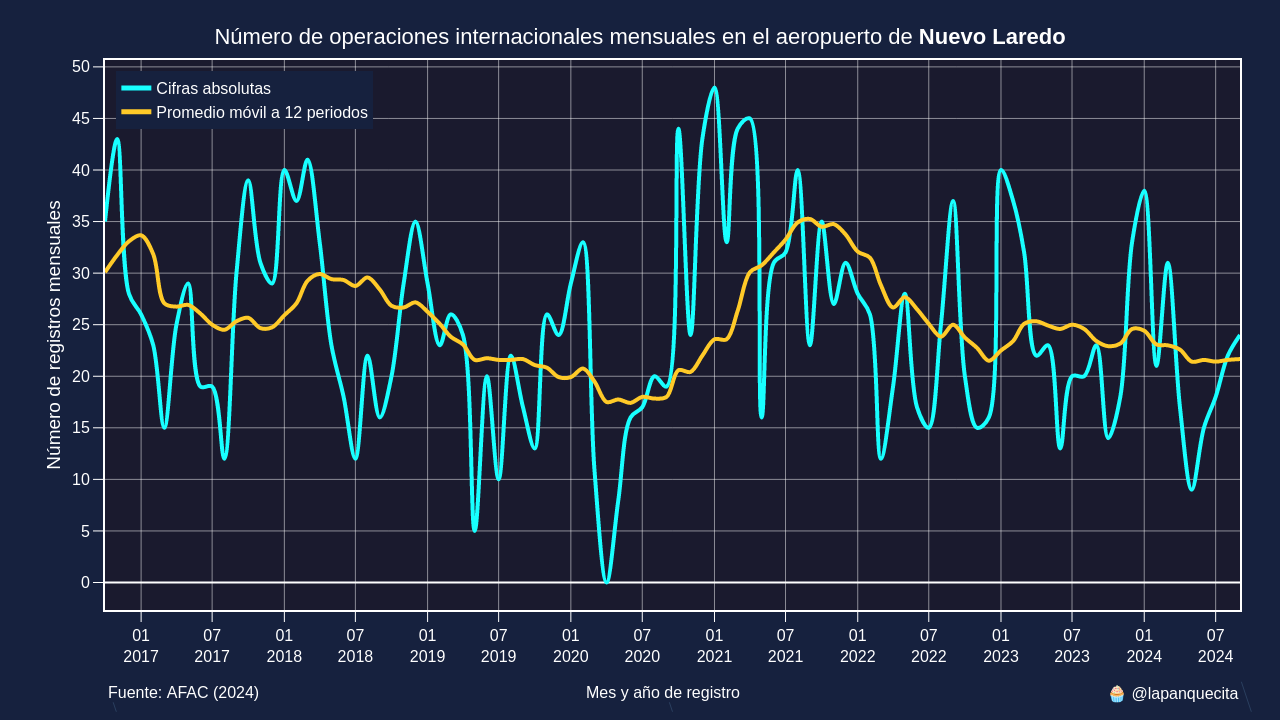 Número de operaciones internacionales mensuales en el aeropuerto de Nuevo Laredo
Cifras absolutas
Promedio móvil a 12 periodos
Número de registros mensuales
50
45
40
35
30
25
20
15
10
5
0
01 07 01 07 01 07 01 07 01 07 01 07 01 07 01 07
2017 2017 2018 2018 2019 2019 2020 2020 2021 2021 2022 2022 2023 2023 2024 2024
Fuente: AFAC (2024) Mes y año de registro 🧁 @lapanquecita